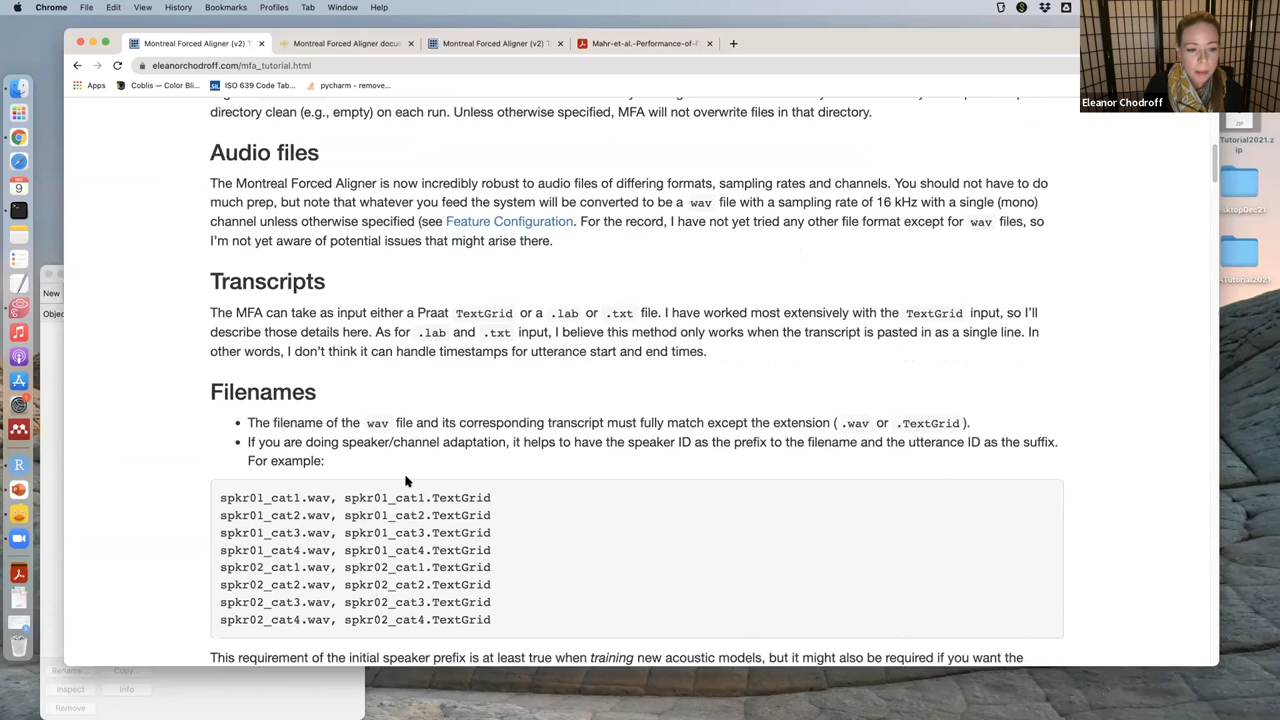 Chrome File Edit View History Bookmarks Profiles Tab Window Help
Montreal Forced Aligner (v2) T
Montreal Forced Aligner docu
Montreal Forced Aligner (v2) T
Mahr-et-al.-Performance-of-F
eleanorchodroff.com/mfa_tutorial.html
Apps Coblis — Color Bli... ISO 639 Code Tab... pycharm - remove...
Eleanor Chodroff
directory clean (e.g., empty) on each run. Unless otherwise specified, MFA will not overwrite files in that directory.
Audio files
The Montreal Forced Aligner is now incredibly robust to audio files of differing formats, sampling rates and channels. You should not have to do
much prep, but note that whatever you feed the system will be converted to be a wav file with a sampling rate of 16 kHz with a single (mono)
channel unless otherwise specified (see Feature Configuration. For the record, I have not yet tried any other file format except for wav files, so
I'm not yet aware of potential issues that might arise there.
Transcripts
The MFA can take as input either a Praat TextGrid or a .lab or .txt file. I have worked most extensively with the TextGrid input, so I'll
describe those details here. As for .lab and .txt input, I believe this method only works when the transcript is pasted in as a single line. In
other words, I don't think it can handle timestamps for utterance start and end times.
Filenames
• The filename of the wav file and its corresponding transcript must fully match except the extension ( .wav or .TextGrid).
• If you are doing speaker/channel adaptation, it helps to have the speaker ID as the prefix to the filename and the utterance ID as the suffix.
For example:
spkr01_cat1.wav, spkr01_cat1.TextGrid
spkr01_cat2.wav, spkr01_cat2.TextGrid
spkr01_cat3.wav, spkr01_cat3.TextGrid
spkr01_cat4.wav, spkr01_cat4.TextGrid
spkr02_cat1.wav, spkr02_cat1.TextGrid
spkr02_cat2.wav, spkr02_cat2.TextGrid
spkr02_cat3.wav, spkr02_cat3.TextGrid
spkr02_cat4.wav, spkr02_cat4.TextGrid
This requirement of the initial speaker prefix is at least true when training new acoustic models, but it might also be required if you want the
New
Objec
Rename... Copy...
Inspect Info
Remove
ZIP
Tutorial2021.z
ip
esktopDec21
Tutorial2021
9